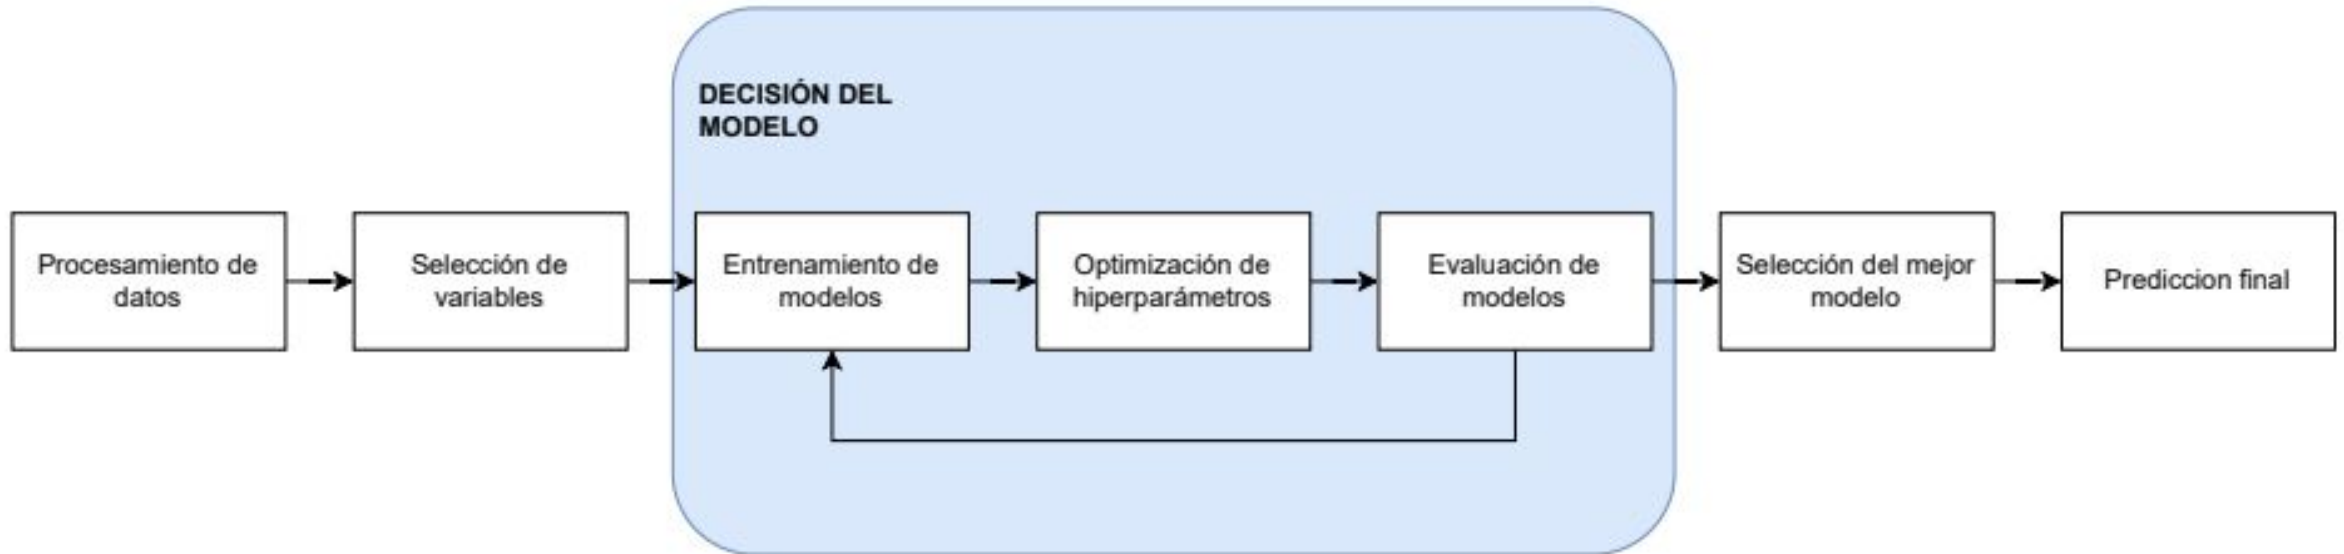 DECISIÓN DEL
MODELO
Procesamiento de
datos
Selección de
variables
Entrenamiento de
modelos
Optimización de
hiperparámetros
Evaluación de
modelos
Selección del mejor
modelo
Prediccion final